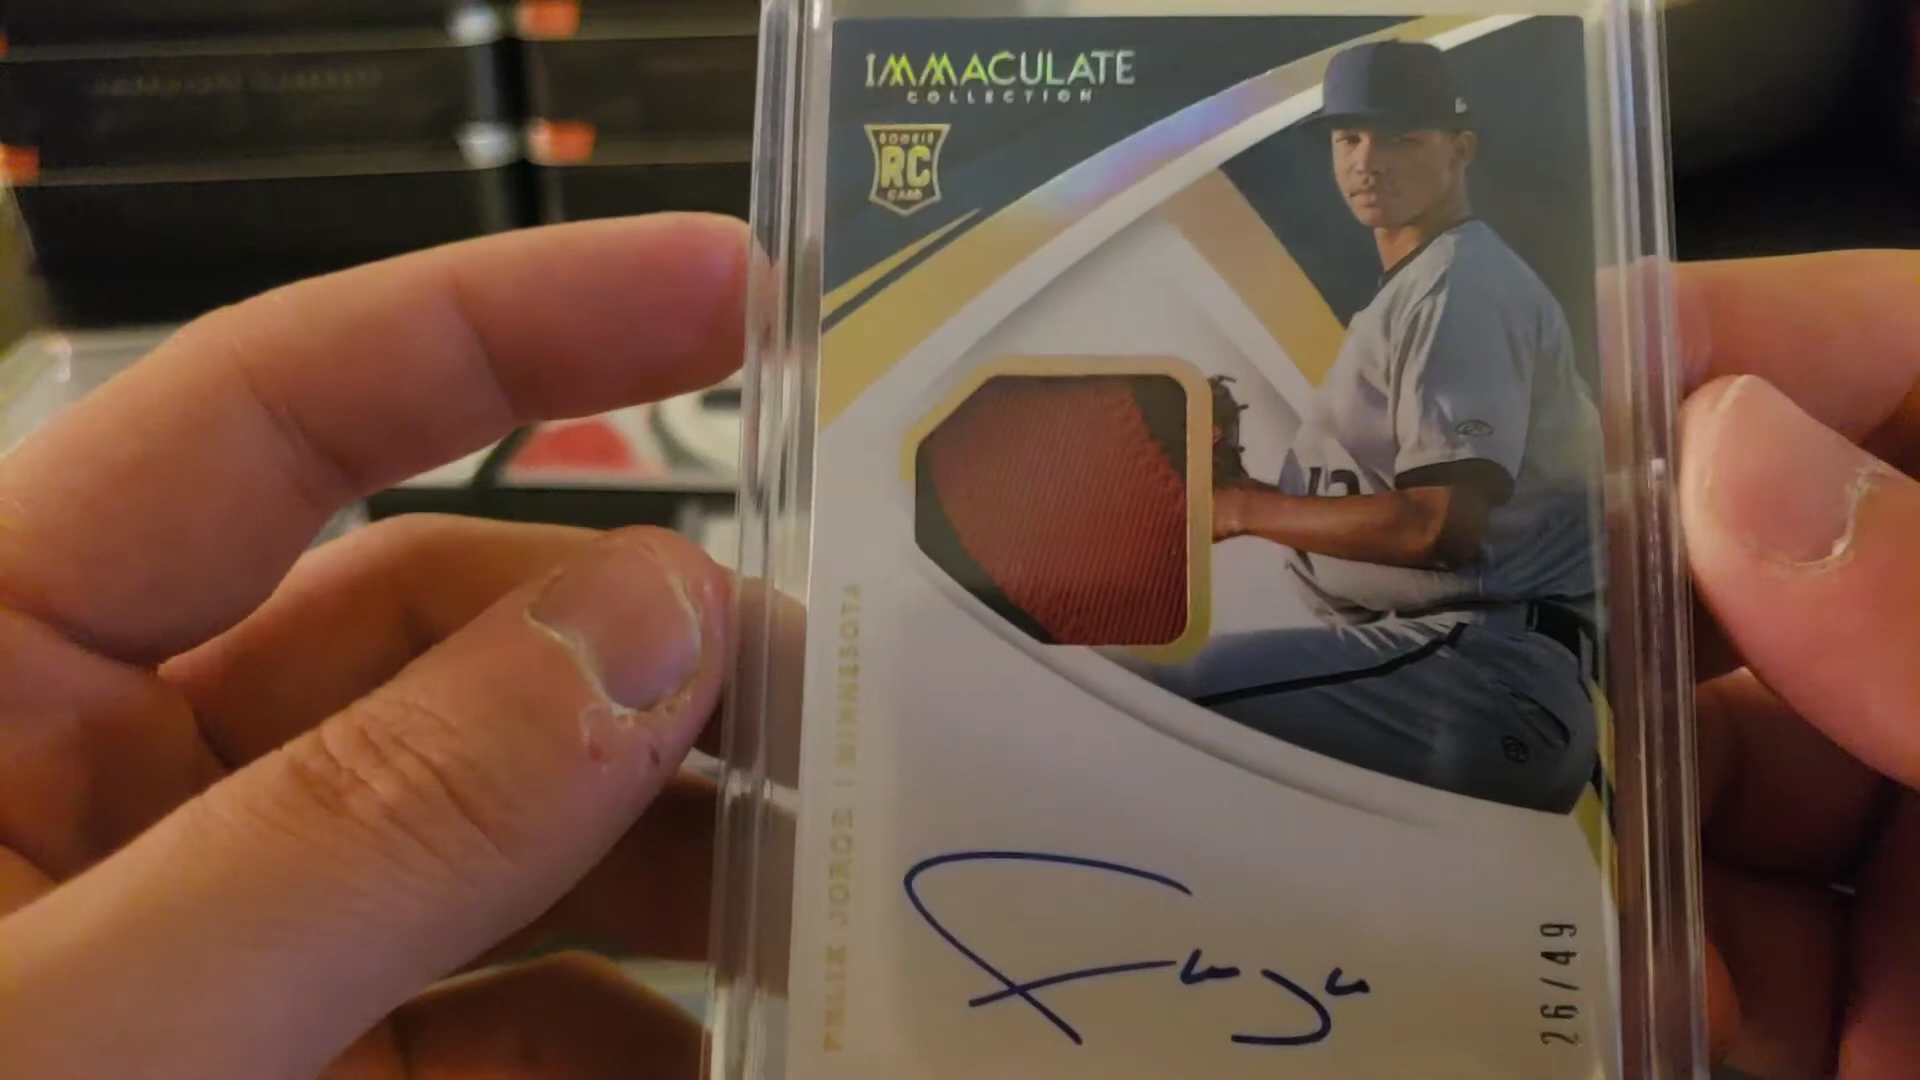 IMMACULATE
COLLECTION
ROOKIE
RC
CARD
FELIX JORGE | MINNESOTA
26/49